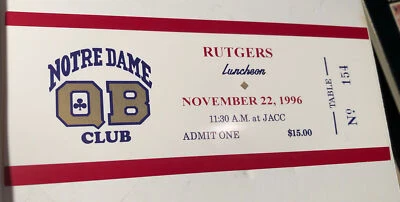 NOTRE DAME
QB
CLUB
RUTGERS
Luncheon
NOVEMBER 22, 1996
11:30 A.M. at JACC
ADMIT ONE $15.00
TABLE
No 154